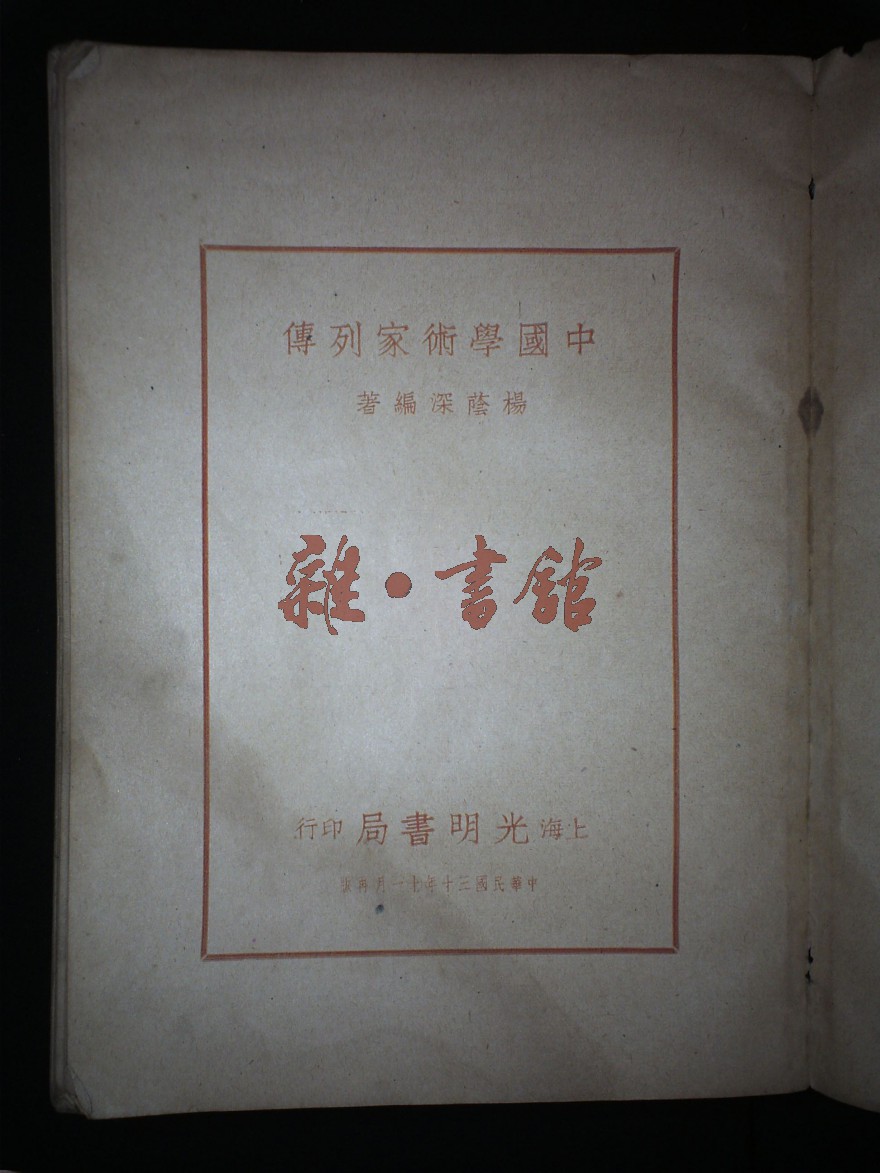 中國學術家列傳
楊蔭深編著
雜•書館
上海光明書局印行
中華民國三十年十一月再版